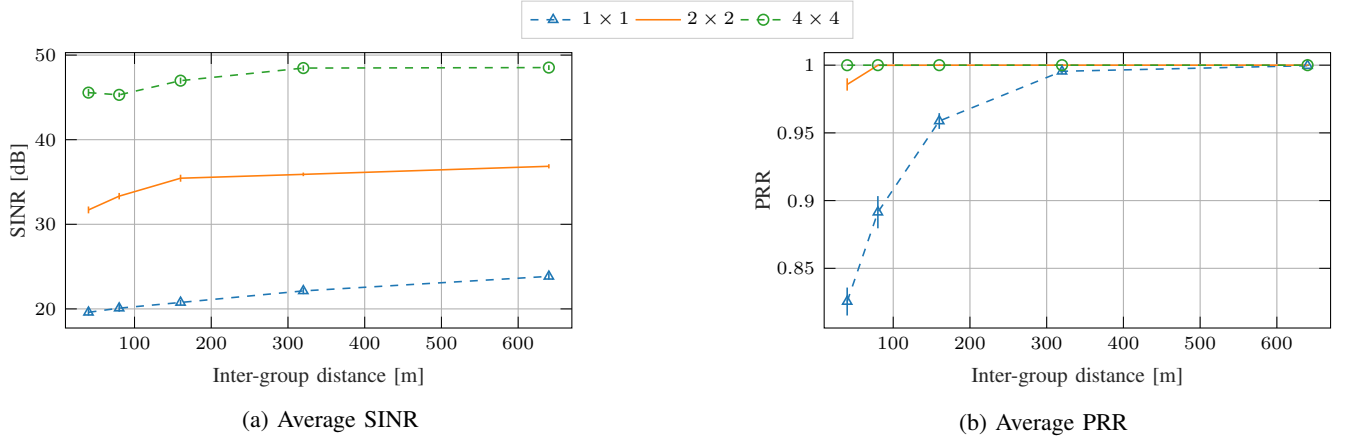 1 × 1 2 × 2 4 × 4
50
40
30
20
SINR [dB]
100 200 300 400 500 600
Inter-group distance [m]
(a) Average SINR
1
0.95
0.9
0.85
PRR
100 200 300 400 500 600
Inter-group distance [m]
(b) Average PRR